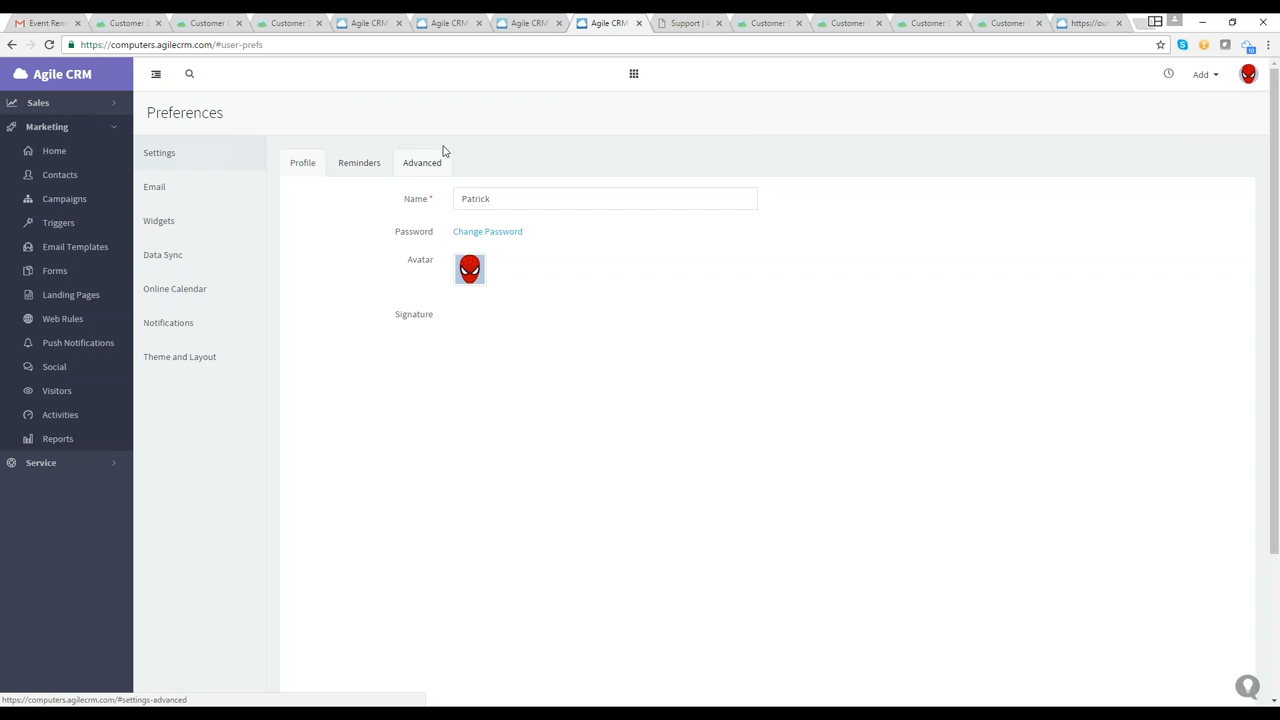 Event Rem
Customer
Customer
Customer
Agile CRM
Agile CRM
Agile CRM
Agile CRM
Support |
Customer
Customer
Customer
Customer
https://our
https://computers.agilecrm.com/#user-prefs
10
Agile CRM
Add
Sales
Marketing
Home
Contacts
Campaigns
Triggers
Email Templates
Forms
Landing Pages
Web Rules
Push Notifications
Social
Visitors
Activities
Reports
Service
Preferences
Settings
Email
Widgets
Data Sync
Online Calendar
Notifications
Theme and Layout
Profile Reminders Advanced
Name * Patrick
Password Change Password
Avatar
Signature
https://computers.agilecrm.com/#settings-advanced